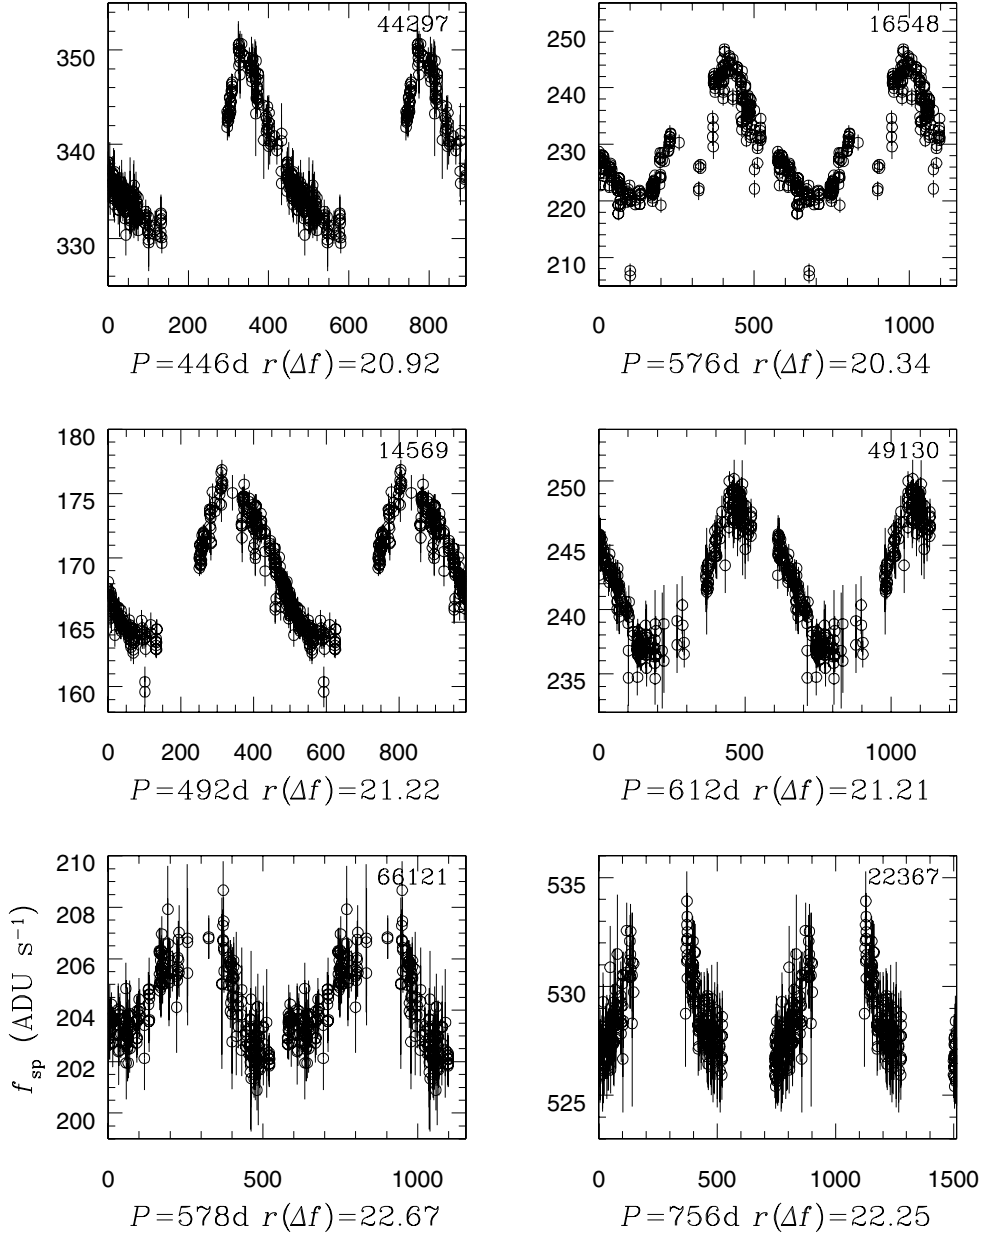 44297
350
340
330
0 200 400 600 800
P=446d r(Δf)=20.92
16548
250
240
230
220
210
0 500 1000
P=576d r(Δf)=20.34
14569
180
175
170
165
160
0 200 400 600 800
P=492d r(Δf)=21.22
49130
250
245
240
235
0 500 1000
P=612d r(Δf)=21.21
66121
210
208
206
204
202
200
f_sp (ADU s⁻¹)
0 500 1000
P=578d r(Δf)=22.67
22367
535
530
525
0 500 1000 1500
P=756d r(Δf)=22.25